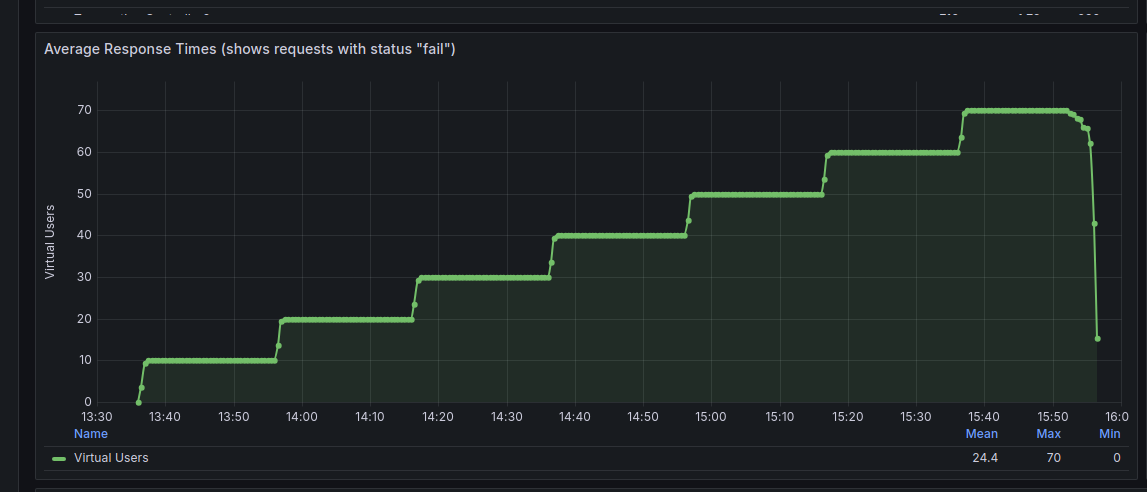 Average Response Times (shows requests with status "fail")
Virtual Users
70
60
50
40
30
20
10
0
13:30 13:40 13:50 14:00 14:10 14:20 14:30 14:40 14:50 15:00 15:10 15:20 15:30 15:40 15:50 16:0
Name Mean Max Min
Virtual Users 24.4 70 0